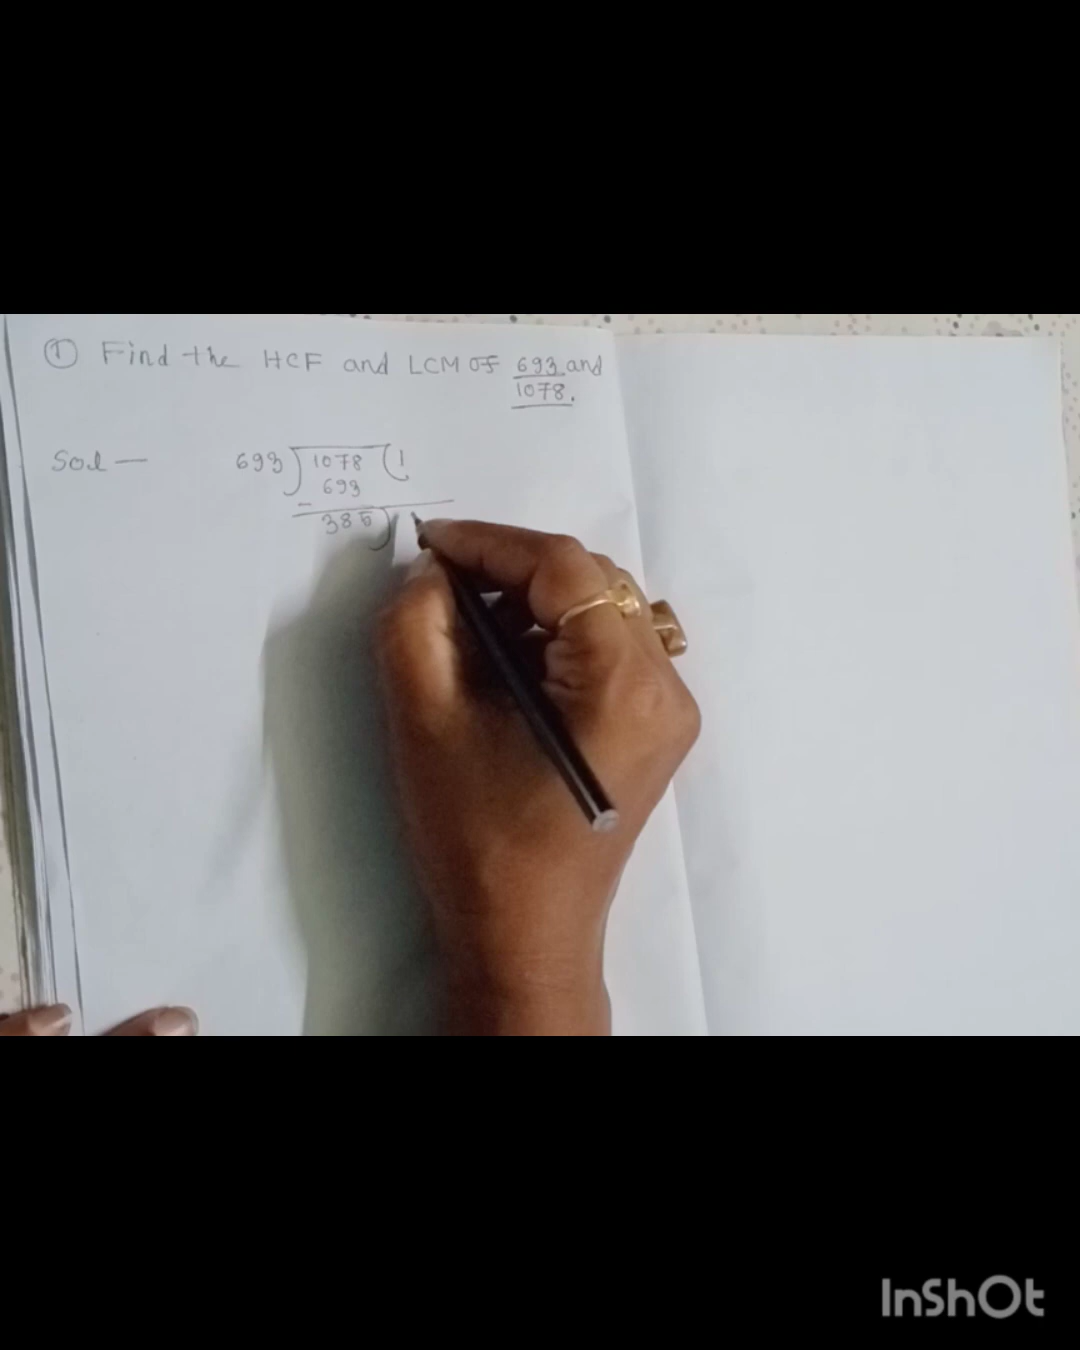 ① Find the HCF and LCM of 693 and
1078.
Sol — 693 ) 1078 ( 1
693
-
385 )
InShOt